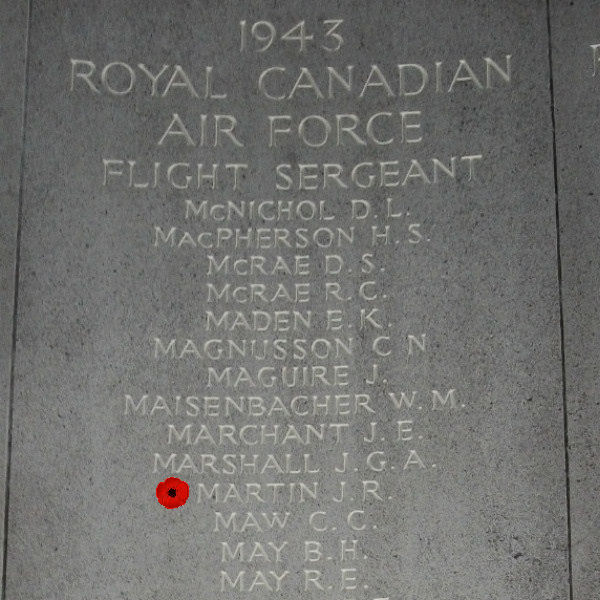 1943
ROYAL CANADIAN
AIR FORCE
FLIGHT SERGEANT
McNICHOL D.L.
MacPHERSON H.S.
McRAE D.S.
McRAE R.C.
MADEN E.K.
MAGNUSSON C N
MAGUIRE J.
MAISENBACHER W.M.
MARCHANT J.E.
MARSHALL J.G.A.
MARTIN J.R.
MAW C.C.
MAY B.H.
MAY R.E.